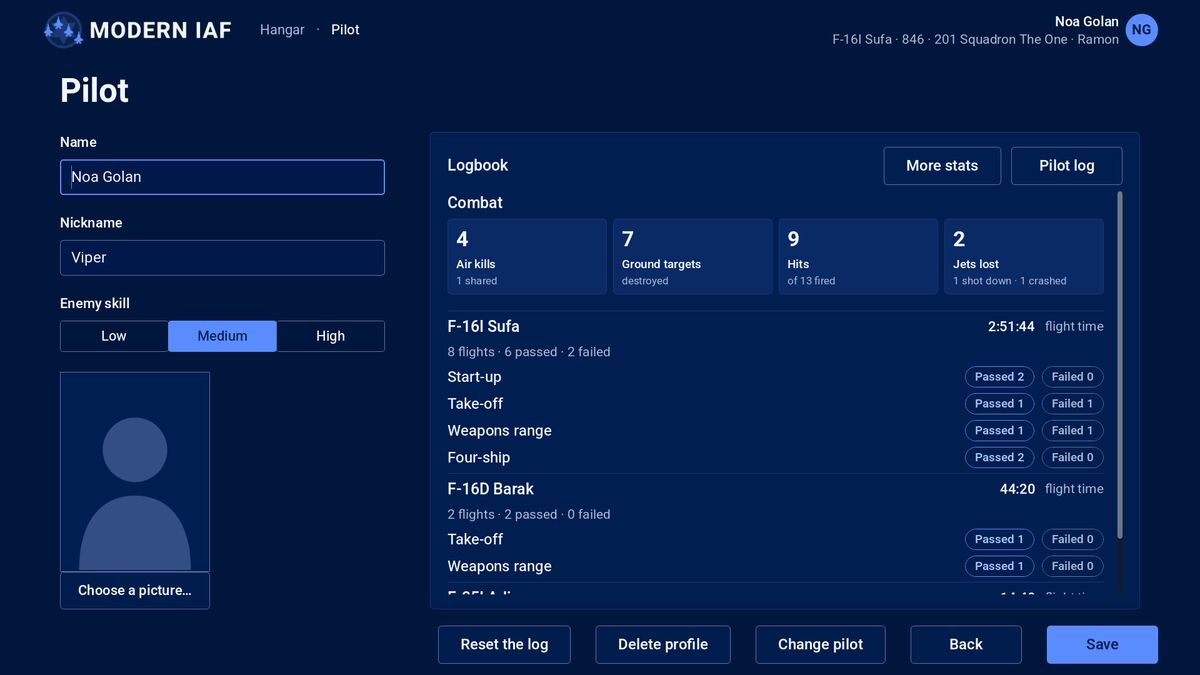 MODERN IAF
Hangar · Pilot
Noa Golan
F-16I Sufa · 846 · 201 Squadron The One · Ramon
NG
Pilot
Name
Noa Golan
Nickname
Viper
Enemy skill
Low Medium High
Choose a picture...
Logbook
More stats
Pilot log
Combat
4
Air kills
1 shared
7
Ground targets
destroyed
9
Hits
of 13 fired
2
Jets lost
1 shot down · 1 crashed
F-16I Sufa 2:51:44 flight time
8 flights · 6 passed · 2 failed
Start-up Passed 2 Failed 0
Take-off Passed 1 Failed 1
Weapons range Passed 1 Failed 1
Four-ship Passed 2 Failed 0
F-16D Barak 44:20 flight time
2 flights · 2 passed · 0 failed
Take-off Passed 1 Failed 0
Weapons range Passed 1 Failed 0
Reset the log
Delete profile
Change pilot
Back
Save